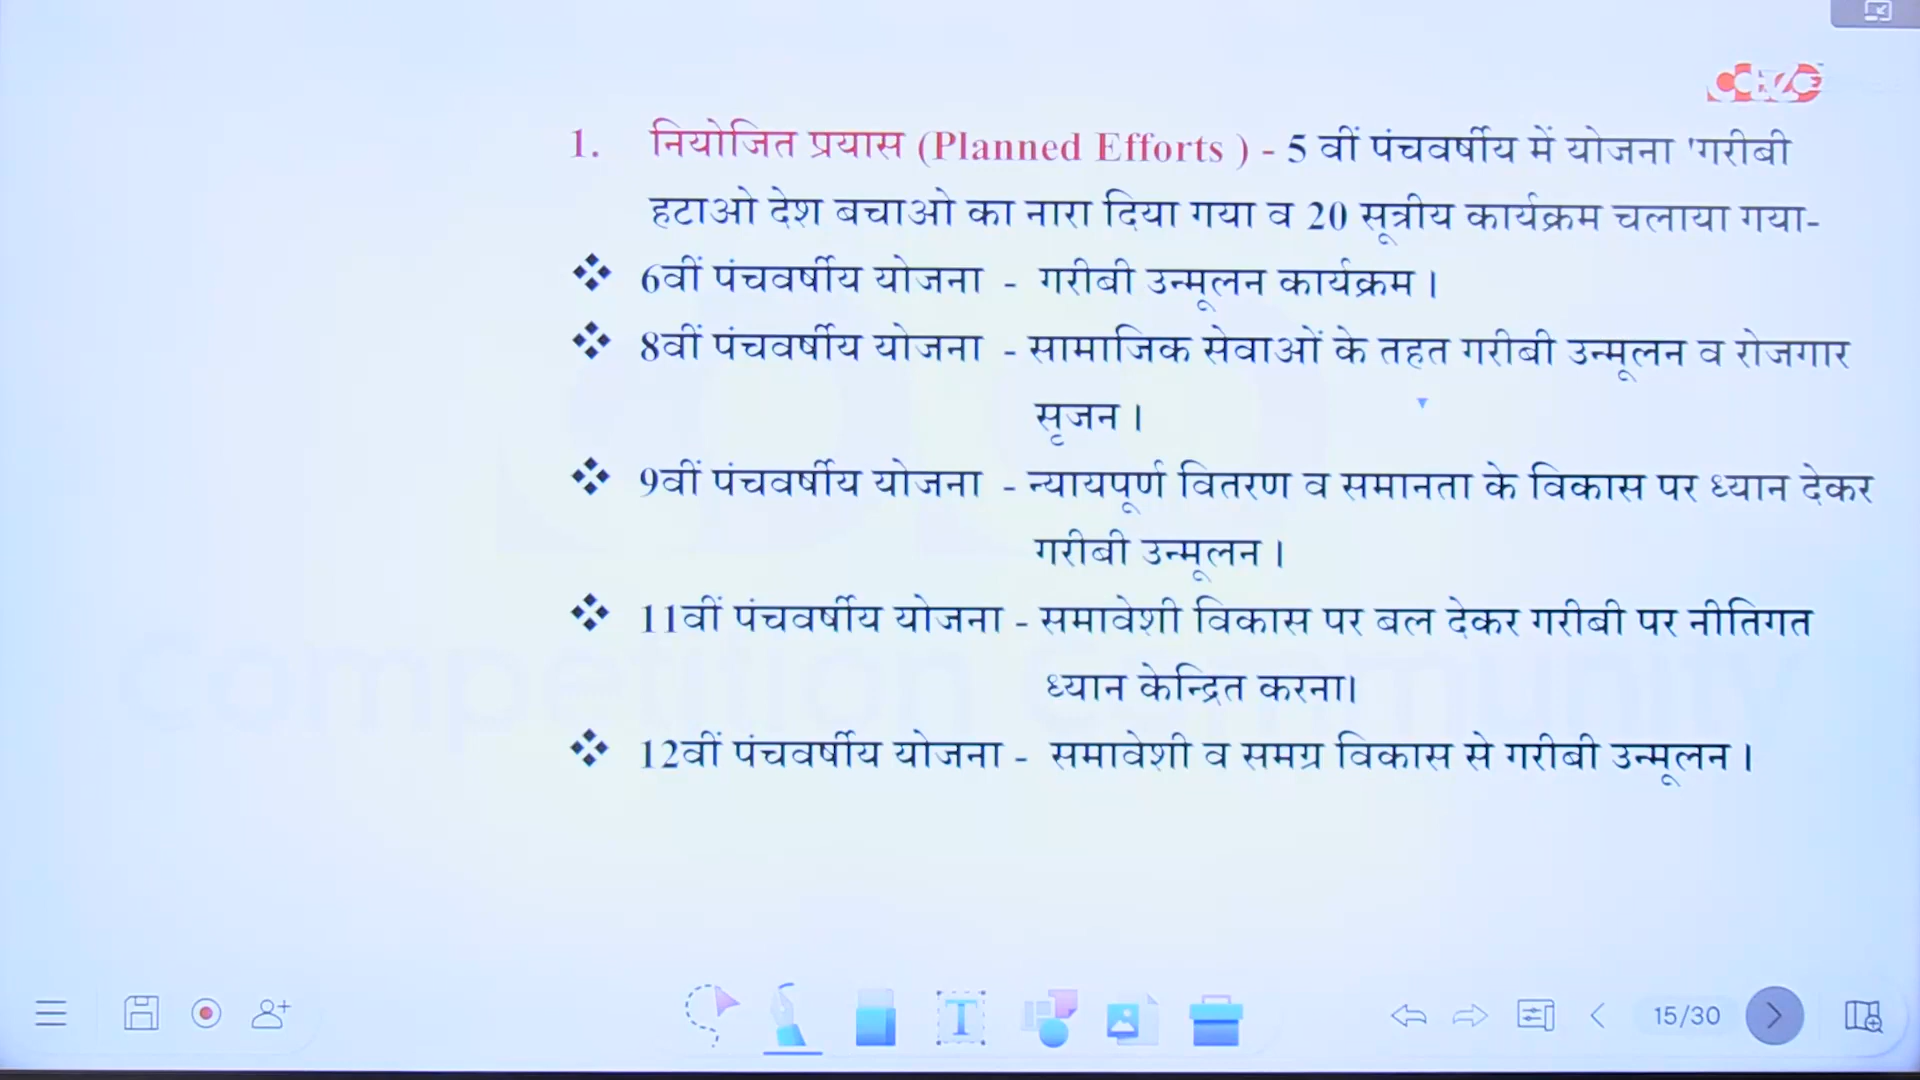 1. नियोजित प्रयास (Planned Efforts ) - 5 वीं पंचवर्षीय में योजना 'गरीबी
हटाओ देश बचाओ का नारा दिया गया व 20 सूत्रीय कार्यक्रम चलाया गया-
❖ 6वीं पंचवर्षीय योजना - गरीबी उन्मूलन कार्यक्रम ।
❖ 8वीं पंचवर्षीय योजना - सामाजिक सेवाओं के तहत गरीबी उन्मूलन व रोजगार
सृजन ।
❖ 9वीं पंचवर्षीय योजना - न्यायपूर्ण वितरण व समानता के विकास पर ध्यान देकर
गरीबी उन्मूलन ।
❖ 11वीं पंचवर्षीय योजना - समावेशी विकास पर बल देकर गरीबी पर नीतिगत
ध्यान केन्द्रित करना।
❖ 12वीं पंचवर्षीय योजना - समावेशी व समग्र विकास से गरीबी उन्मूलन ।
Competition Community
15/30